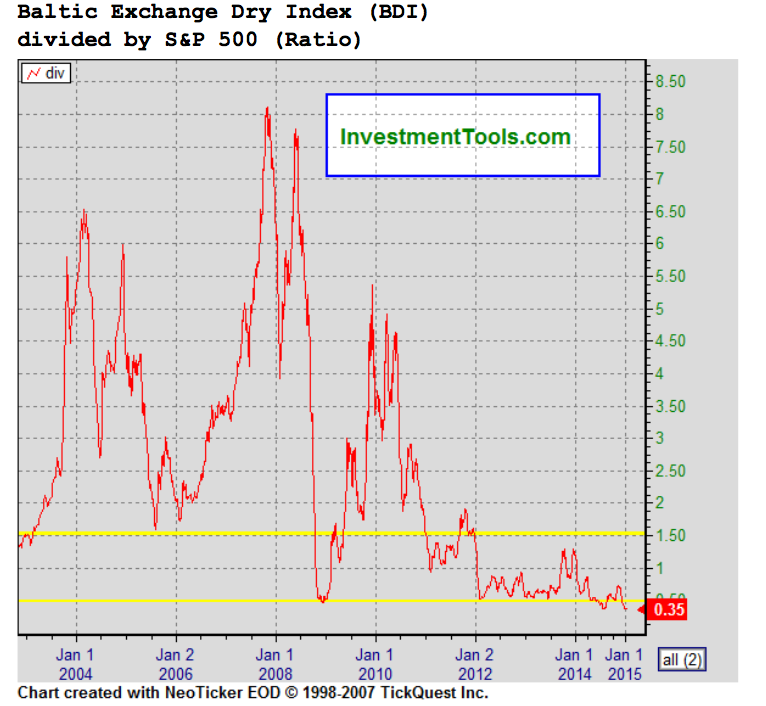 Baltic Exchange Dry Index (BDI)
divided by S&P 500 (Ratio)
div
InvestmentTools.com
8.50
8
7.50
7
6.50
6
5.50
5
4.50
4
3.50
3
2.50
2
1.50
1
0.50
0.35
Jan 1 Jan 2 Jan 1 Jan 1 Jan 2 Jan 1 Jan 1
2004 2006 2008 2010 2012 2014 2015
all (2)
Chart created with NeoTicker EOD © 1998-2007 TickQuest Inc.